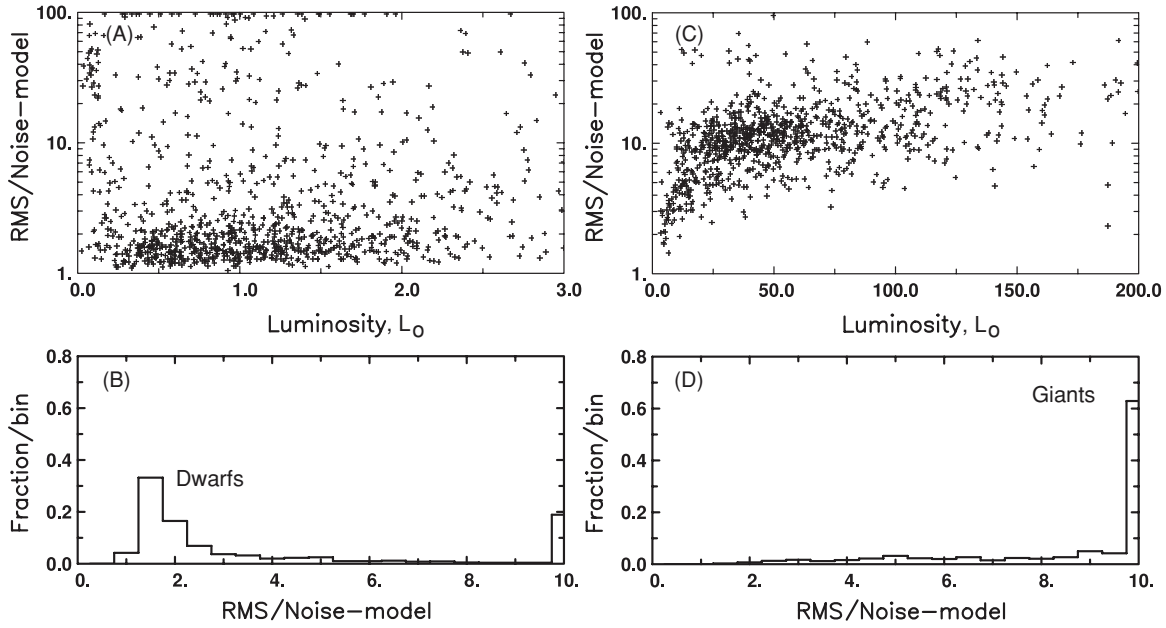 100.
(A)
10.
1.
RMS/Noise-model
0.0 1.0 2.0 3.0
Luminosity, Lo
100.
(C)
10.
1.
RMS/Noise-model
0.0 50.0 100.0 150.0 200.0
Luminosity, Lo
0.8
(B)
0.6
0.4
Dwarfs
0.2
0.0
Fraction/bin
0. 2. 4. 6. 8. 10.
RMS/Noise-model
0.8
(D)
Giants
0.6
0.4
0.2
0.0
Fraction/bin
0. 2. 4. 6. 8. 10.
RMS/Noise-model